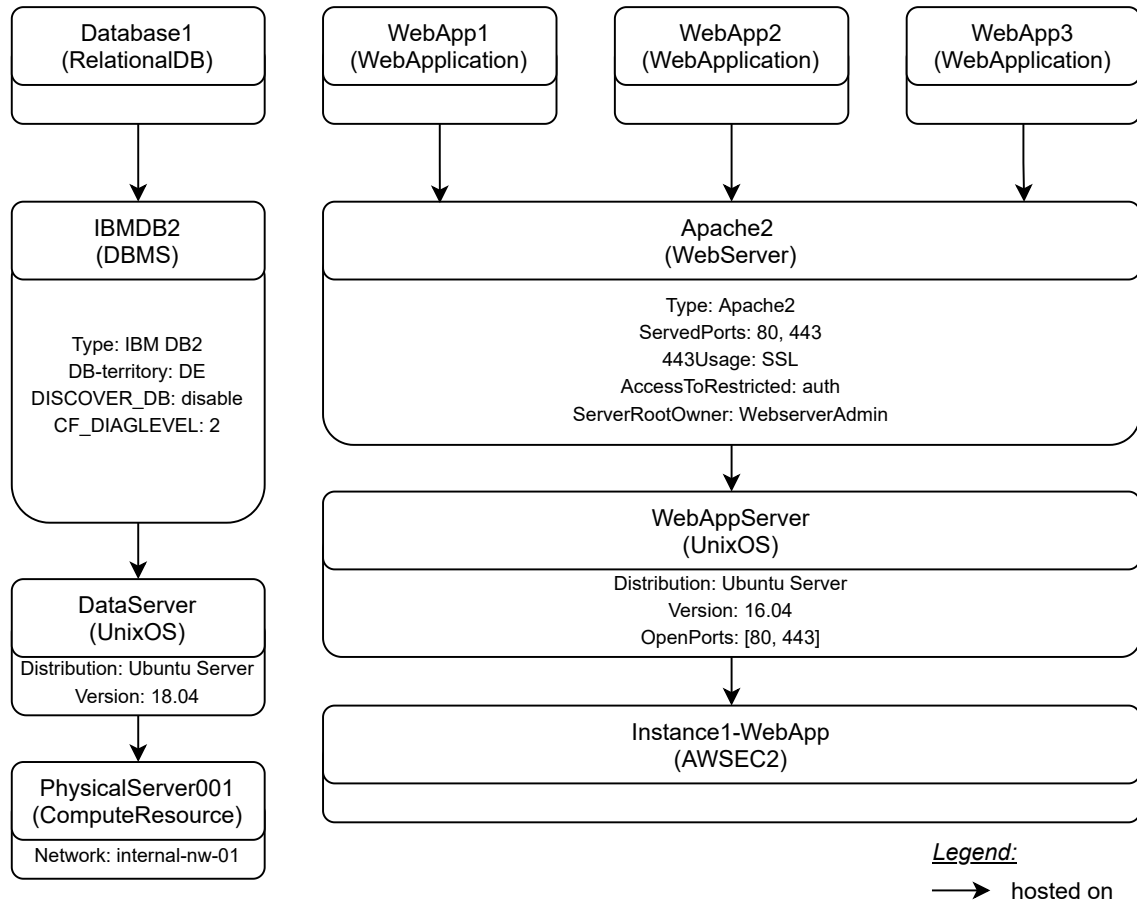 Database1
(RelationalDB)
WebApp1
(WebApplication)
WebApp2
(WebApplication)
WebApp3
(WebApplication)
IBMDB2
(DBMS)
Type: IBM DB2
DB-territory: DE
DISCOVER_DB: disable
CF_DIAGLEVEL: 2
Apache2
(WebServer)
Type: Apache2
ServedPorts: 80, 443
443Usage: SSL
AccessToRestricted: auth
ServerRootOwner: WebserverAdmin
DataServer
(UnixOS)
Distribution: Ubuntu Server
Version: 18.04
WebAppServer
(UnixOS)
Distribution: Ubuntu Server
Version: 16.04
OpenPorts: [80, 443]
PhysicalServer001
(ComputeResource)
Network: internal-nw-01
Instance1-WebApp
(AWSEC2)
Legend:
hosted on